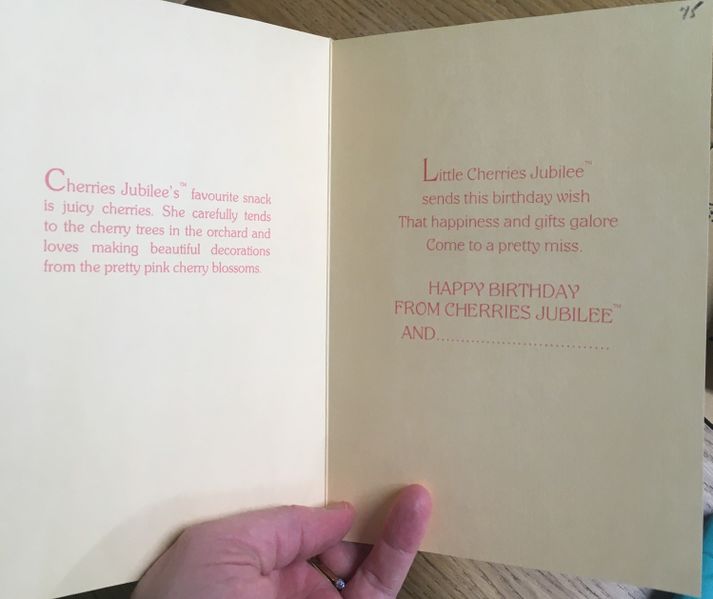 Cherries Jubilee's™ favourite snack
is juicy cherries. She carefully tends
to the cherry trees in the orchard and
loves making beautiful decorations
from the pretty pink cherry blossoms.
75
Little Cherries Jubilee™
sends this birthday wish
That happiness and gifts galore
Come to a pretty miss.
HAPPY BIRTHDAY
FROM CHERRIES JUBILEE™
AND................................